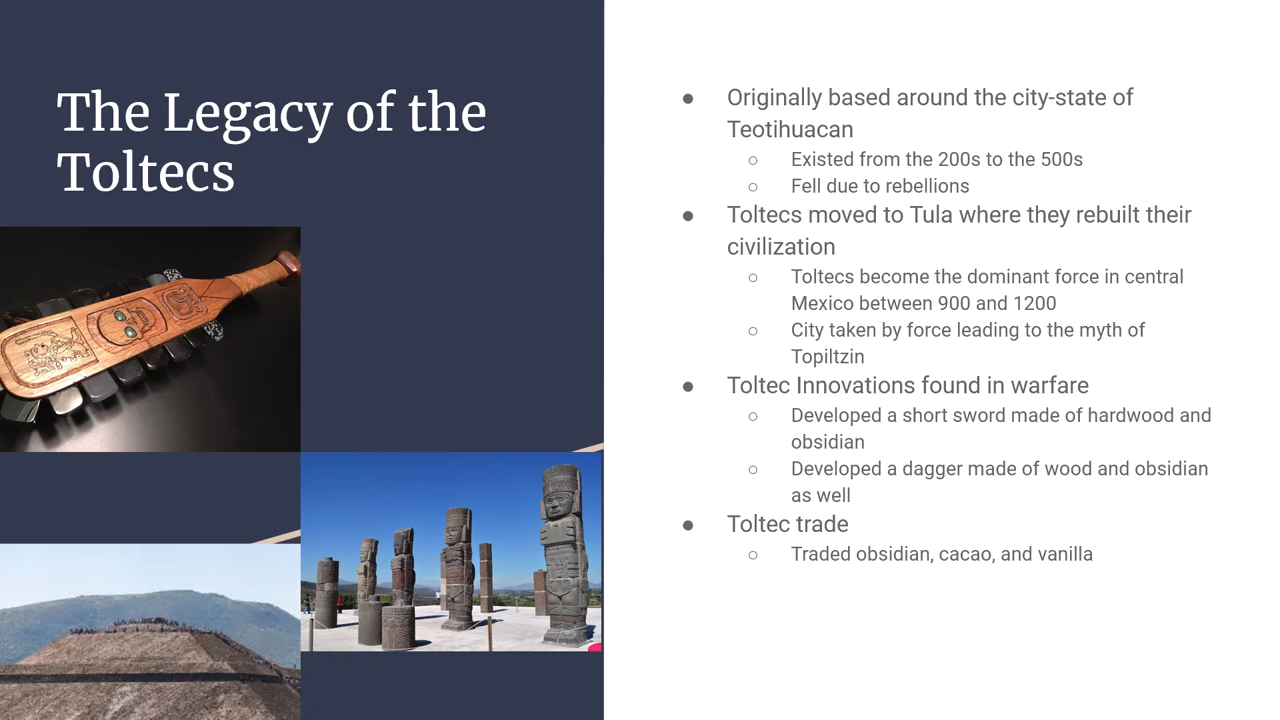 The Legacy of the
Toltecs
● Originally based around the city-state of
Teotihuacan
○ Existed from the 200s to the 500s
○ Fell due to rebellions
● Toltecs moved to Tula where they rebuilt their
civilization
○ Toltecs become the dominant force in central
Mexico between 900 and 1200
○ City taken by force leading to the myth of
Topiltzin
● Toltec Innovations found in warfare
○ Developed a short sword made of hardwood and
obsidian
○ Developed a dagger made of wood and obsidian
as well
● Toltec trade
○ Traded obsidian, cacao, and vanilla